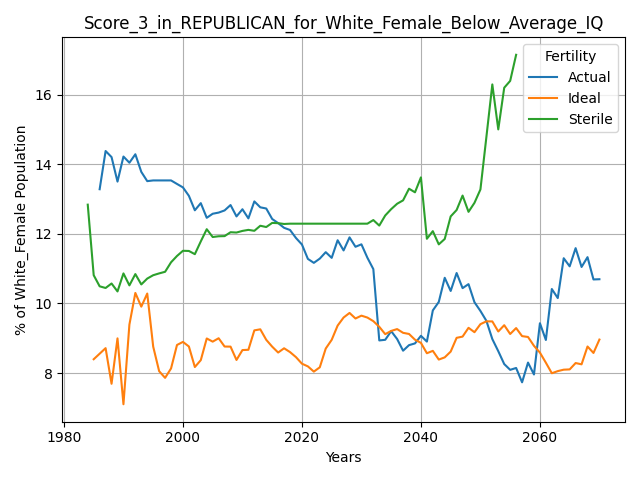 Score_3_in_REPUBLICAN_for_White_Female_Below_Average_IQ
% of White_Female Population
16
14
12
10
8
1980
2000
2020
2040
2060
Years
Fertility
Actual
Ideal
Sterile